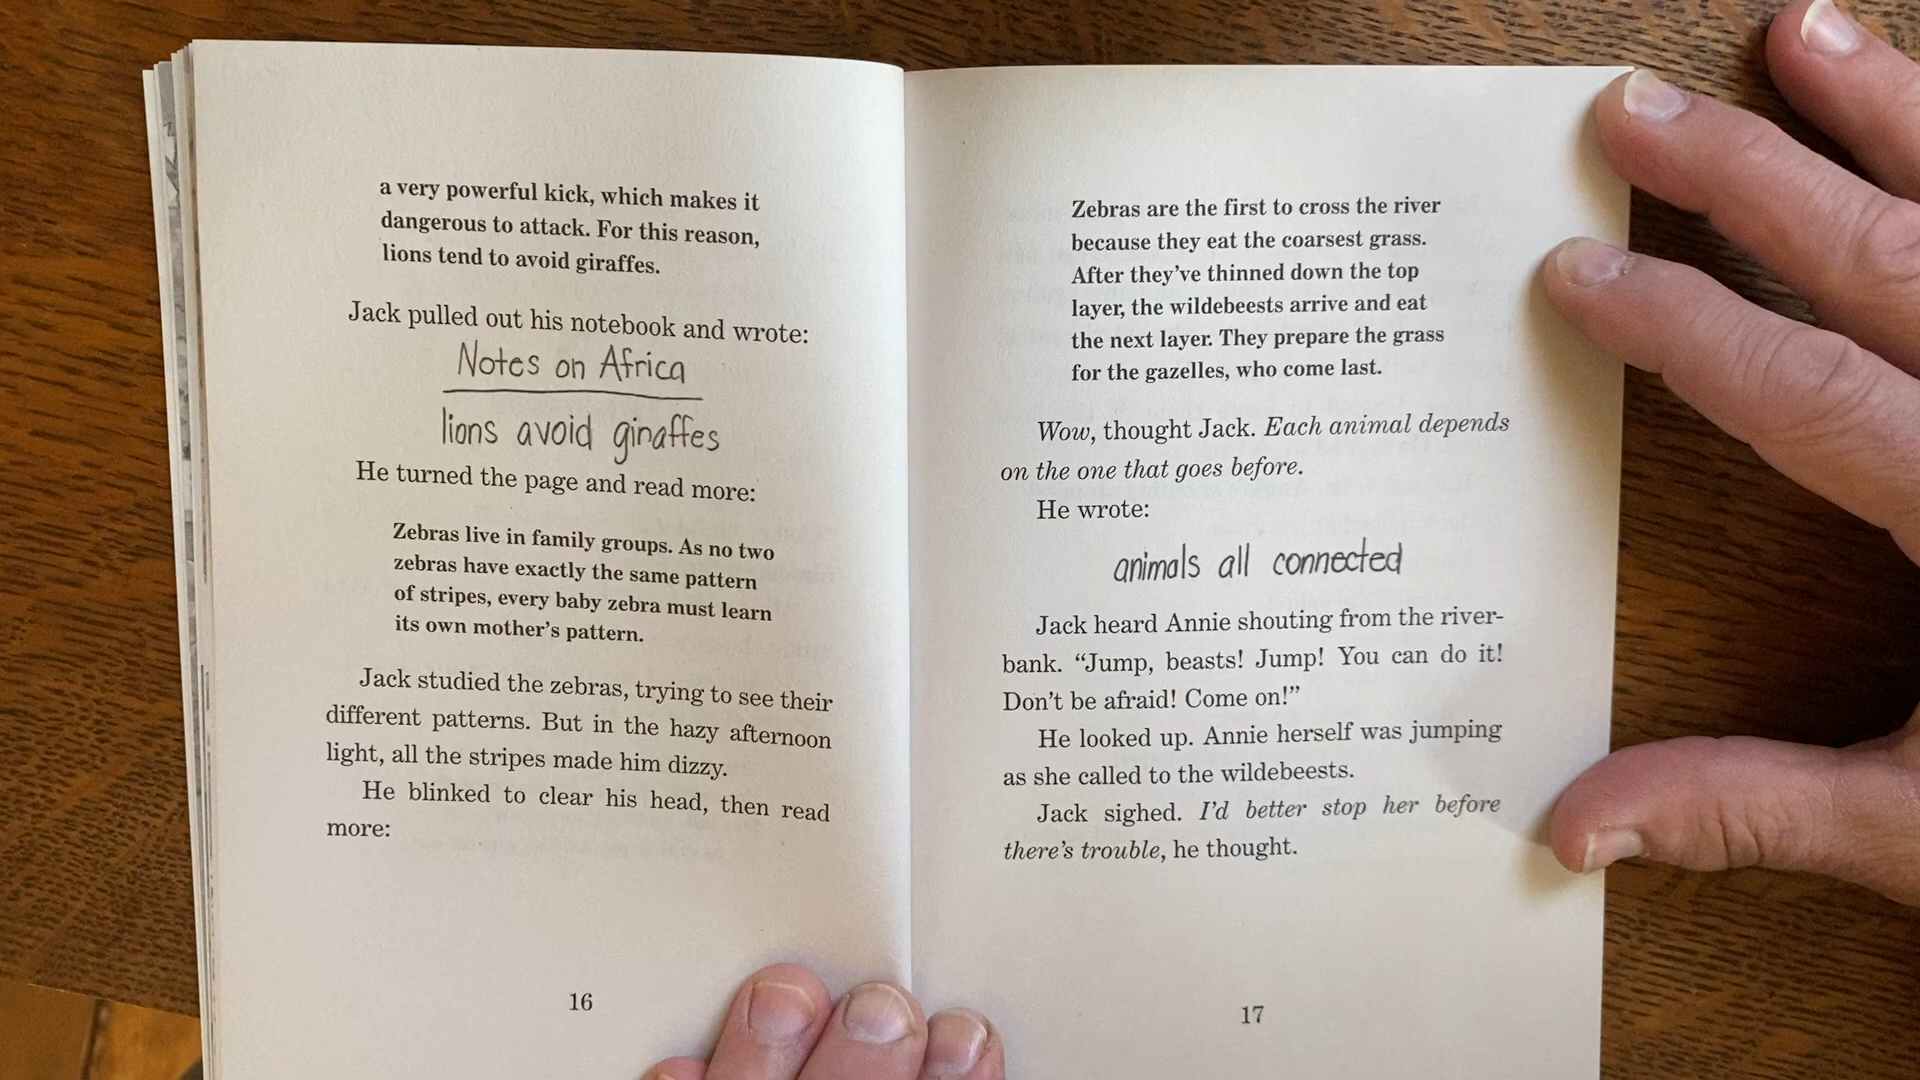 a very powerful kick, which makes it
dangerous to attack. For this reason,
lions tend to avoid giraffes.
Jack pulled out his notebook and wrote:
Notes on Africa
lions avoid giraffes
He turned the page and read more:
Zebras live in family groups. As no two
zebras have exactly the same pattern
of stripes, every baby zebra must learn
its own mother’s pattern.
Jack studied the zebras, trying to see their
different patterns. But in the hazy afternoon
light, all the stripes made him dizzy.
He blinked to clear his head, then read
more:
16
Zebras are the first to cross the river
because they eat the coarsest grass.
After they’ve thinned down the top
layer, the wildebeests arrive and eat
the next layer. They prepare the grass
for the gazelles, who come last.
Wow, thought Jack. Each animal depends
on the one that goes before.
He wrote:
animals all connected
Jack heard Annie shouting from the river-
bank. “Jump, beasts! Jump! You can do it!
Don’t be afraid! Come on!”
He looked up. Annie herself was jumping
as she called to the wildebeests.
Jack sighed. I’d better stop her before
there’s trouble, he thought.
17